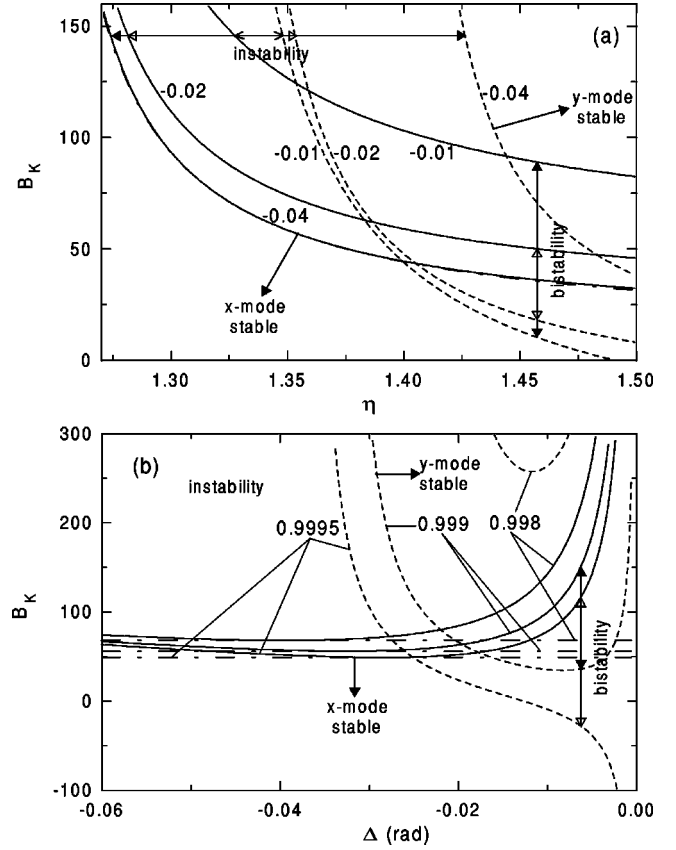 150
100
50
0
B_K
(a)
instability
-0.02
-0.04
y-mode
stable
-0.01
-0.02
-0.01
-0.04
bistability
x-mode
stable
1.30
1.35
1.40
1.45
1.50
η
300
200
100
0
-100
B_K
(b)
instability
y-mode
stable
0.9995
0.999
0.998
bistability
x-mode
stable
-0.06
-0.04
-0.02
0.00
Δ (rad)